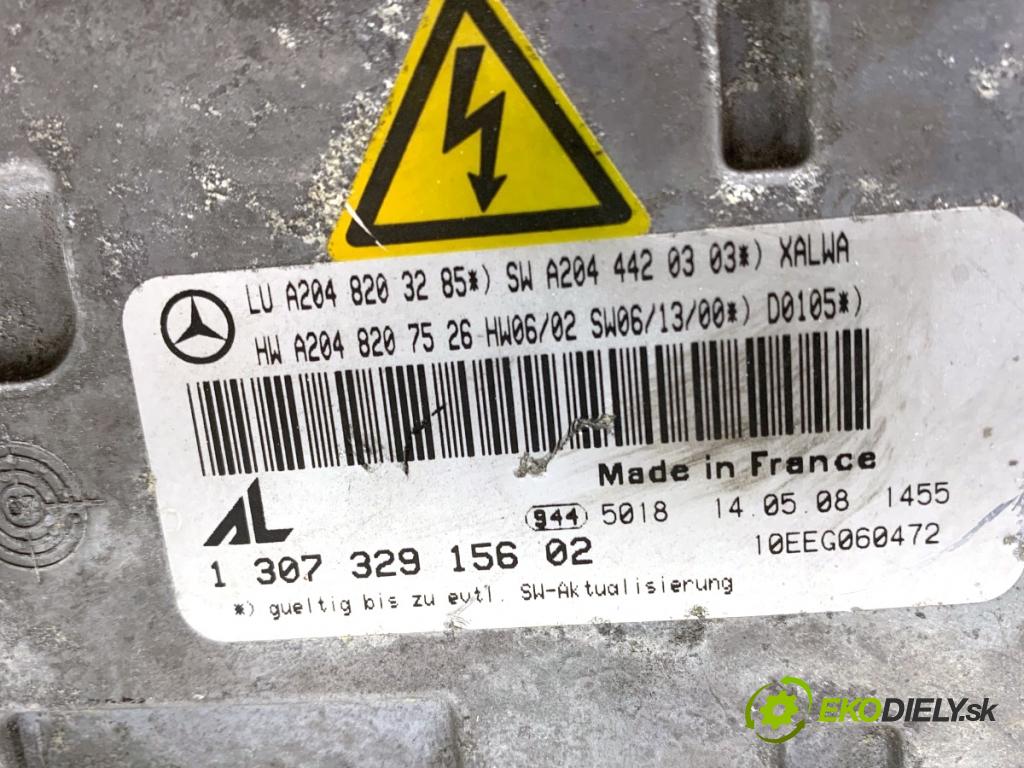 LU A204 820 32 85*) SW A204 442 03 03*) XALWA
HW A204 820 75 26 HW06/02 SW06/13/00*) D0105*)
Made in France
AL
944 5018 14.05.08 1455
1 307 329 156 02
10EEG060472
*) gueltig bis zu evtl. SW-Aktualisierung
EKODIELY.sk